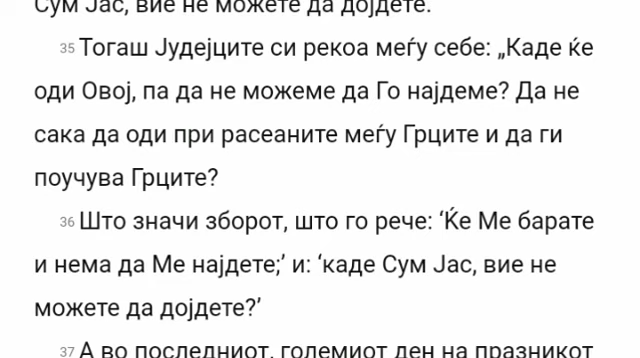 Сум Јас, вие не можете да дојдете.
35 Тогаш Јудејците си рекоа меѓу себе: „Каде ќе
оди Овој, па да не можеме да Го најдеме? Да не
сака да оди при расеаните меѓу Грците и да ги
поучува Грците?
36 Што значи зборот, што го рече: ‘Ќе Ме барате
и нема да Ме најдете;’ и: ‘каде Сум Јас, вие не
можете да дојдете?’
37 А во последниот, големиот ден на празникот